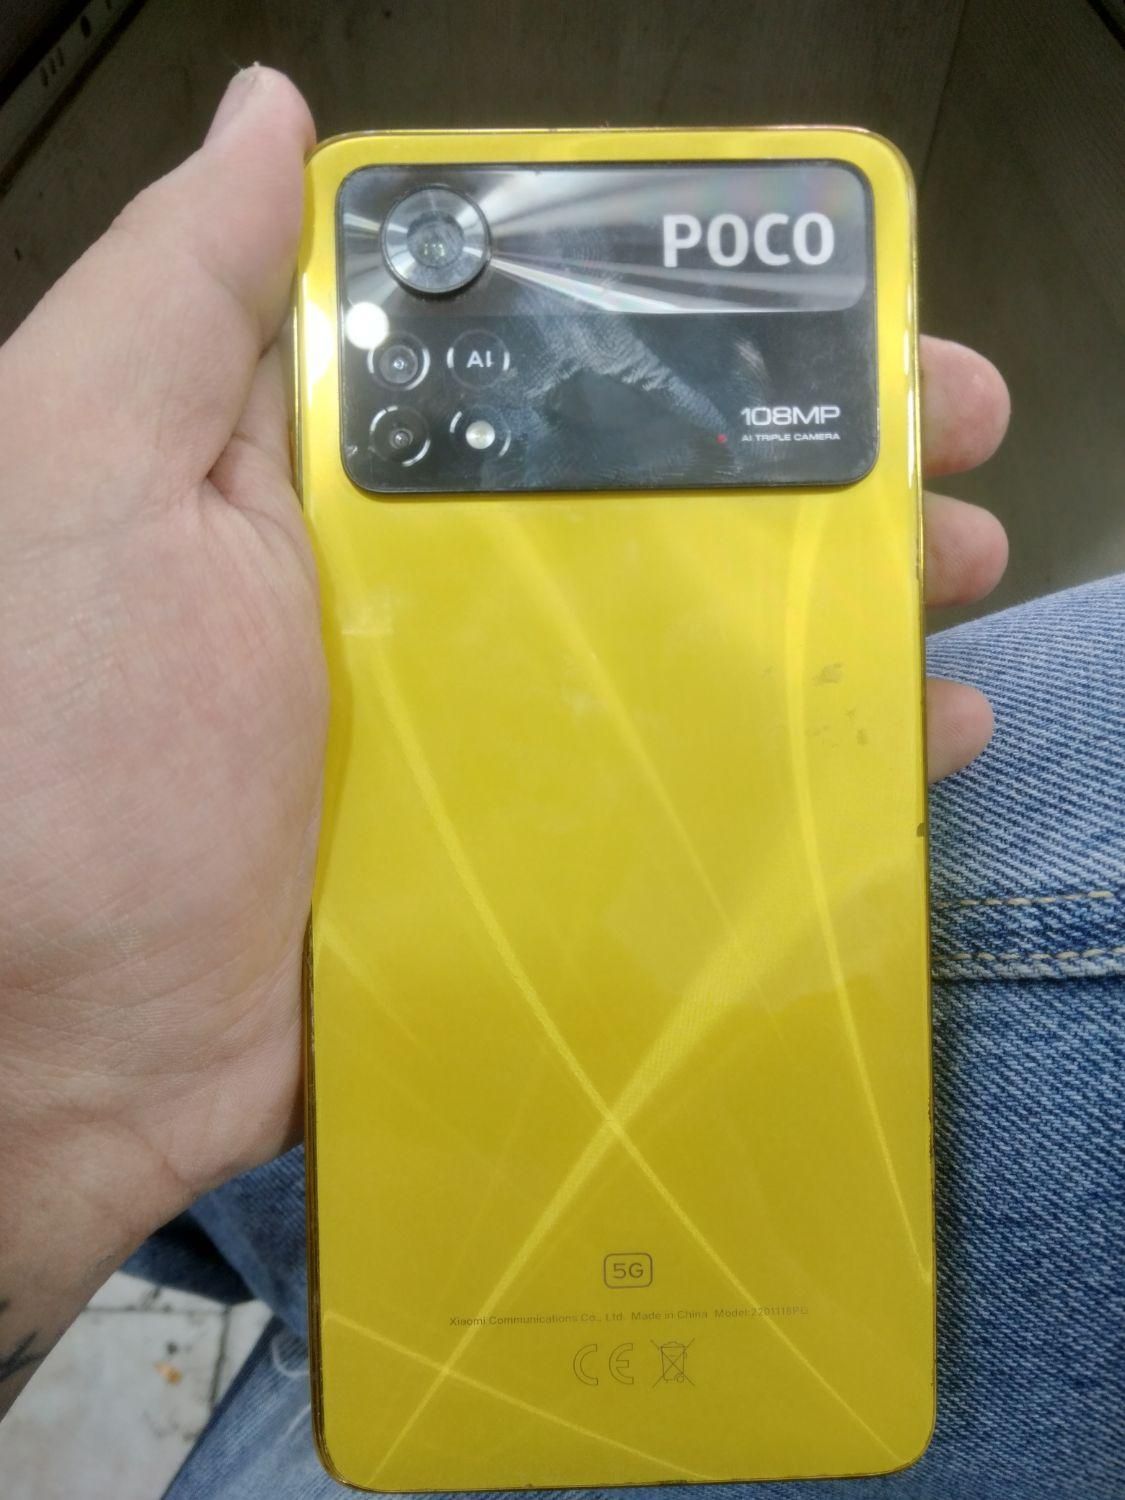 POCO
AI
108MP
AI TRIPLE CAMERA
5G
Xiaomi Communications Co., Ltd. Made in China Model:2201116PG
CE